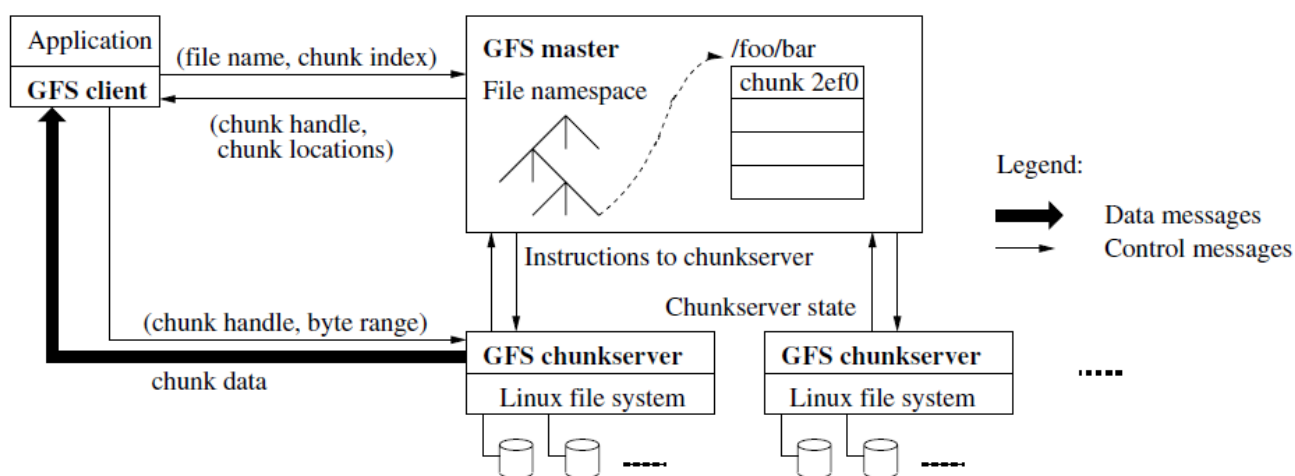 Application
GFS client
(file name, chunk index)
(chunk handle,
chunk locations)
GFS master
File namespace
/foo/bar
chunk 2ef0
Legend:
Data messages
Control messages
Instructions to chunkserver
Chunkserver state
(chunk handle, byte range)
chunk data
GFS chunkserver
Linux file system
GFS chunkserver
Linux file system